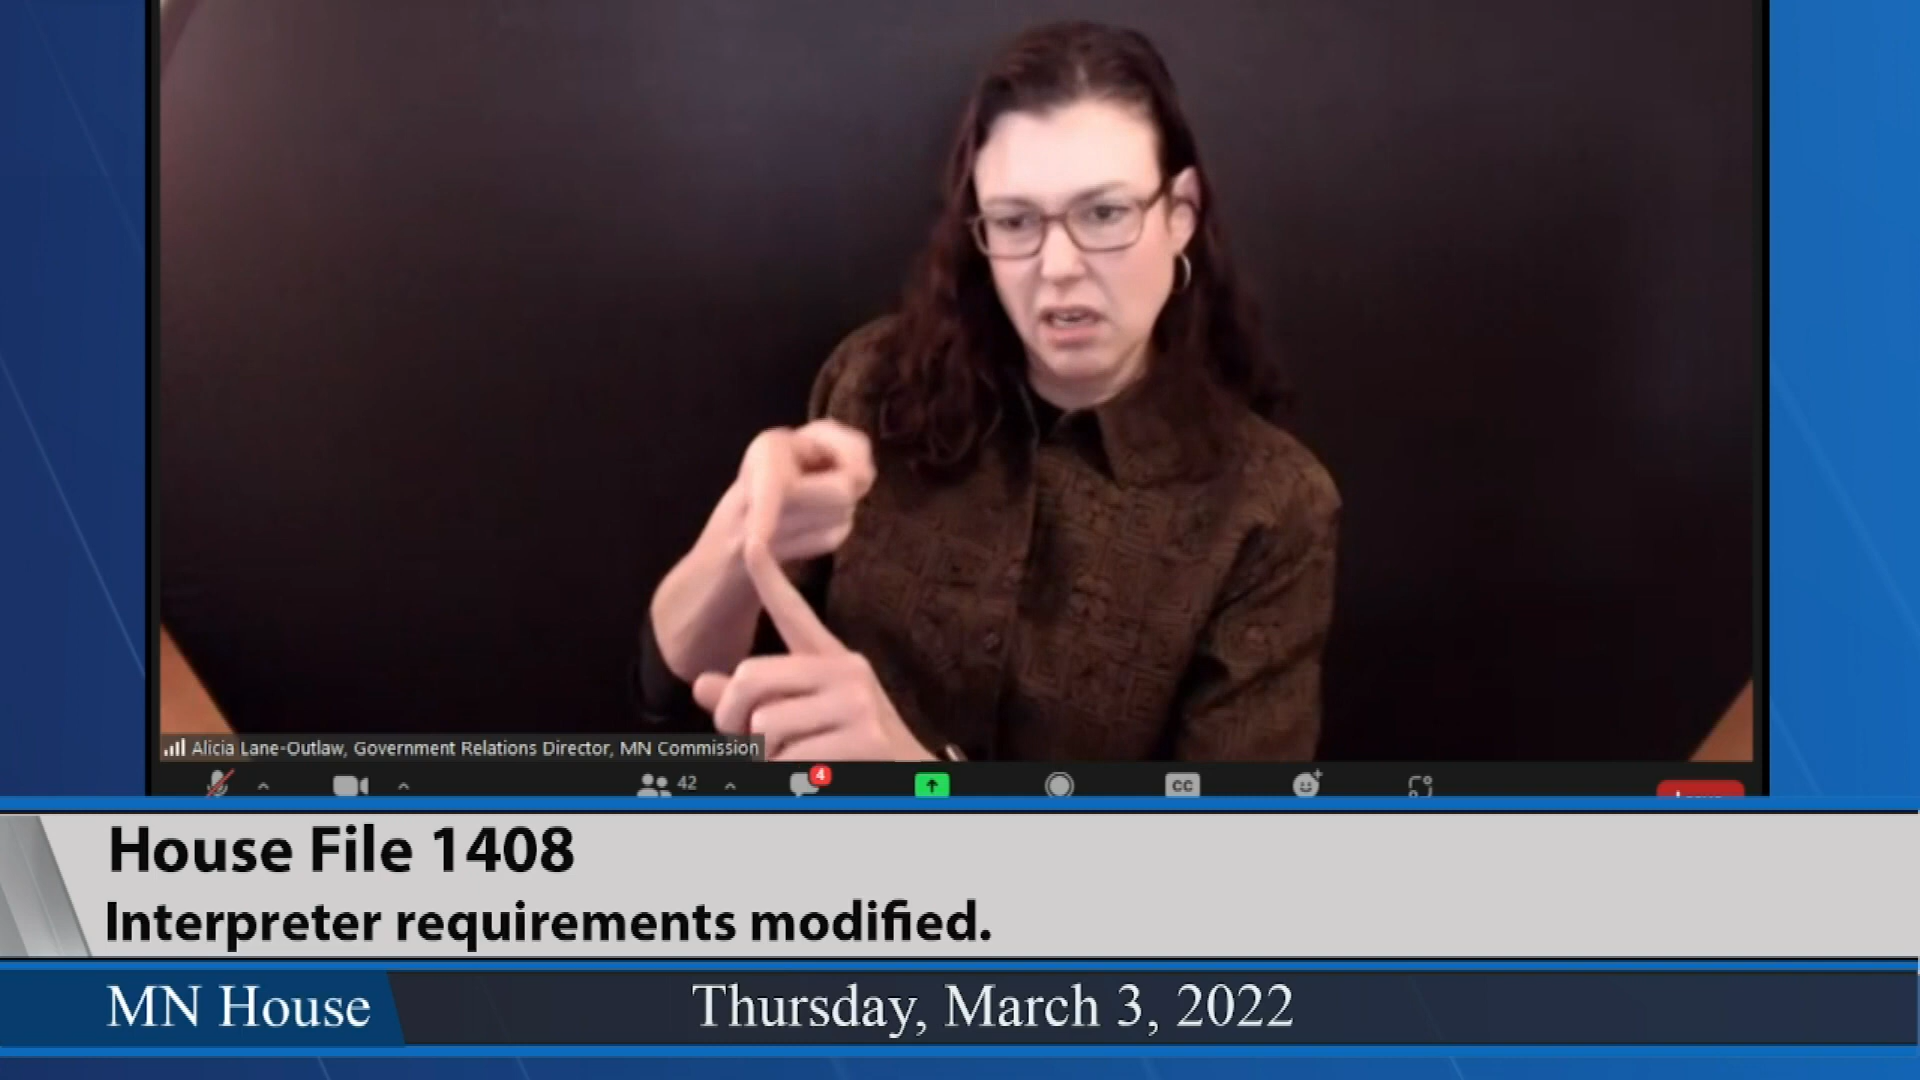 Alicia Lane-Outlaw, Government Relations Director, MN Commission
42
4
CC
House File 1408
Interpreter requirements modified.
MN House
Thursday, March 3, 2022